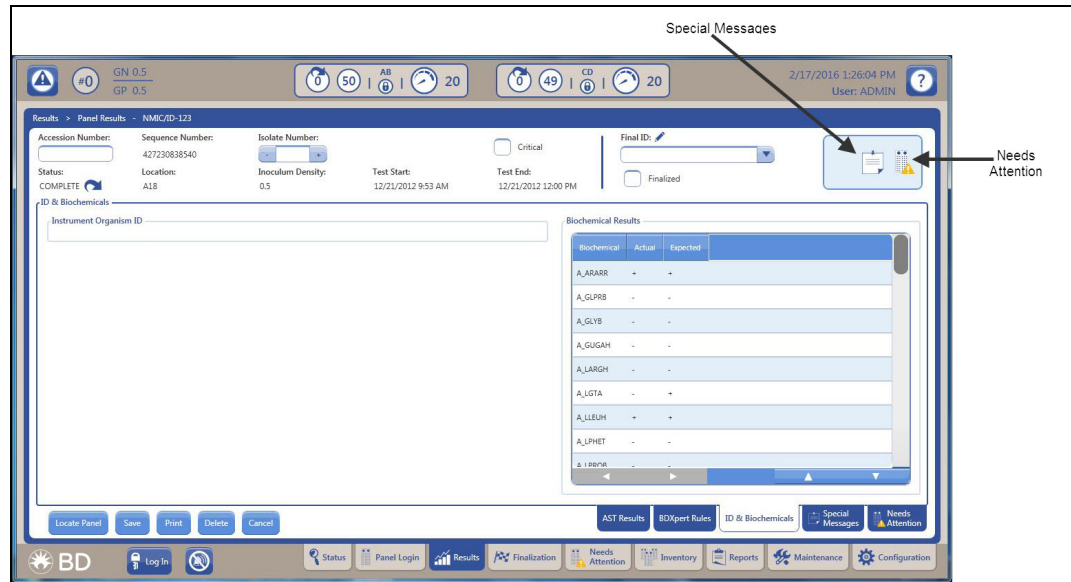 Special Messages
#0
GN 0.5
GP 0.5
0 50 | AB | 20
0 49 | CD | 20
2/17/2016 1:26:04 PM
User: ADMIN
?
Needs
Attention
Results > Panel Results - NMIC/ID-123
Accession Number: Sequence Number: Isolate Number: Critical Final ID:
427230838540 - +
Status: Location: Inoculum Density: Test Start: Test End: Finalized
COMPLETE A18 0.5 12/21/2012 9:53 AM 12/21/2012 12:00 PM
ID & Biochemicals
Instrument Organism ID
Biochemical Results
Biochemical Actual Expected
A_ARARR + +
A_GLPRB - -
A_GLYB - -
A_GUGAH - -
A_LARGH - -
A_LGTA - +
A_LLEUH + +
A_LPHET - -
A_LPROB - -
Locate Panel Save Print Delete Cancel
AST Results BDXpert Rules ID & Biochemicals Special Messages Needs Attention
BD Log In
Status Panel Login Results Finalization Needs Attention Inventory Reports Maintenance Configuration